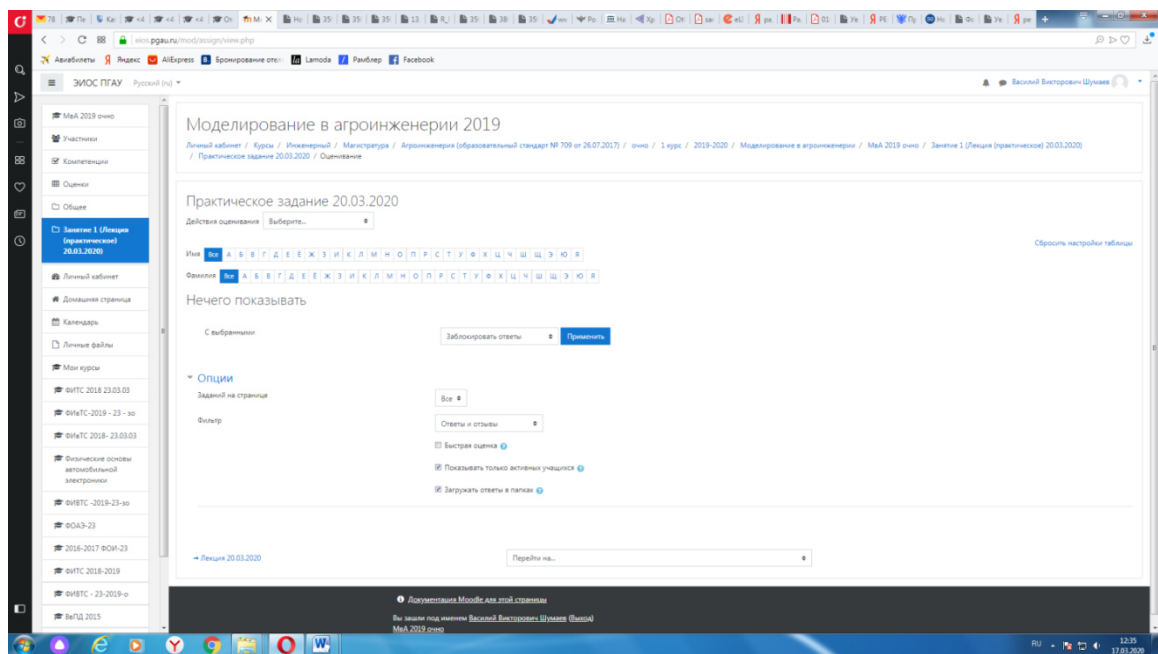 eios.pgau.ru/mod/assign/view.php
Авиабилеты Яндекс AliExpress Бронирование отел Lamoda Рамблер Facebook
ЭИОС ПГАУ Русский (ru)
Василий Викторович Шумаев
МвА 2019 очно
Участники
Компетенции
Оценки
Общее
Занятие 1 (Лекция
(практическое)
20.03.2020)
Личный кабинет
Домашняя страница
Календарь
Личные файлы
Мои курсы
ФИТС 2018 23.03.03
ФИвТС-2019 - 23 - зо
ФИвТС 2018- 23.03.03
Физические основы
автомобильной
электроники
ФИВТС -2019-23-зо
ФОАЭ-23
2016-2017 ФОИ-23
ФИТС 2018-2019
ФИВТС - 23-2019-о
ВеПД 2015
Моделирование в агроинженерии 2019
Личный кабинет / Курсы / Инженерный / Магистратура / Агроинженерия (образовательный стандарт № 709 от 26.07.2017) / очно / 1 курс / 2019-2020 / Моделирование в агроинженерии / МвА 2019 очно / Занятие 1 (Лекция (практическое) 20.03.2020)
/ Практическое задание 20.03.2020 / Оценивание
Практическое задание 20.03.2020
Действия оценивания Выберите...
Сбросить настройки таблицы
Имя Все А Б В Г Д Е Ё Ж З И К Л М Н О П Р С Т У Ф Х Ц Ч Ш Щ Э Ю Я
Фамилия Все А Б В Г Д Е Ё Ж З И К Л М Н О П Р С Т У Ф Х Ц Ч Ш Щ Э Ю Я
Нечего показывать
С выбранными Заблокировать ответы Применить
Опции
Заданий на странице Все
Фильтр Ответы и отзывы
Быстрая оценка
Показывать только активных учащихся
Загружать ответы в папках
Лекция 20.03.2020 Перейти на...
Документация Moodle для этой страницы
Вы зашли под именем Василий Викторович Шумаев (Выход)
МвА 2019 очно
RU 12:35
17.03.2020